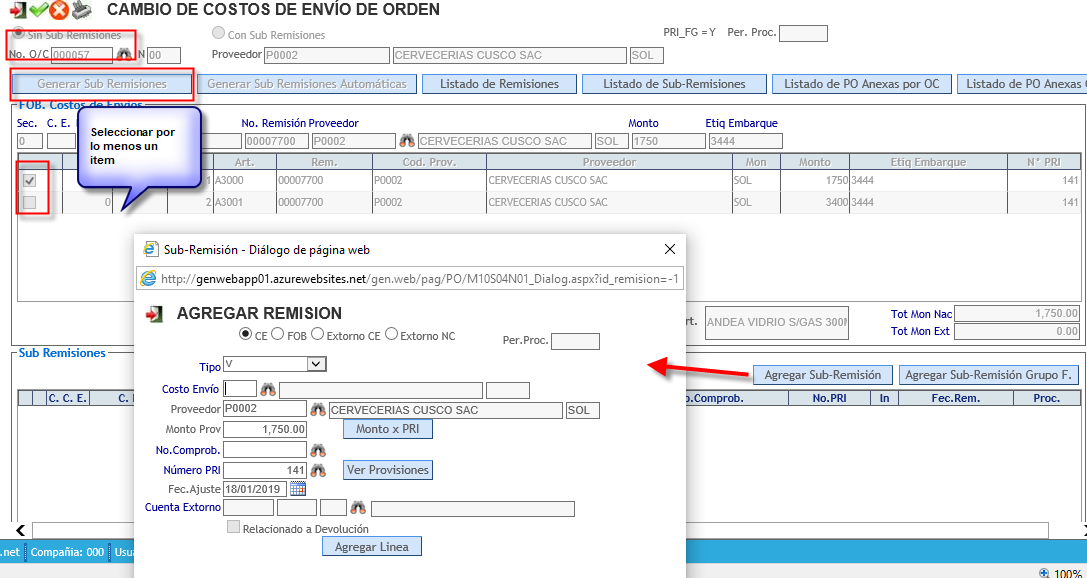 CAMBIO DE COSTOS DE ENVÍO DE ORDEN
Sin Sub Remisiones Con Sub Remisiones PRI_FG = Y Per. Proc.
No. O/C 000057 N 00 Proveedor P0002 CERVECERIAS CUSCO SAC SOL
Generar Sub Remisiones Generar Sub Remisiones Automáticas Listado de Remisiones Listado de Sub-Remisiones Listado de PO Anexas por OC Listado de PO Anexas
FOB. Costos de Envíos
Sec. C. E. No. Remisión Proveedor Monto Etiq Embarque
0 00007700 P0002 CERVECERIAS CUSCO SAC SOL 1750 3444
Seleccionar por
lo menos un
item
Art. Rem. Cod. Prov. Proveedor Mon Monto Etiq Embarque N° PRI
1 A3000 00007700 P0002 CERVECERIAS CUSCO SAC SOL 1750 3444 141
0 2 A3001 00007700 P0002 CERVECERIAS CUSCO SAC SOL 3400 3444 141
rt. ANDEA VIDRIO S/GAS 300M Tot Mon Nac 1,750.00
Tot Mon Ext 0.00
Sub Remisiones
Agregar Sub-Remisión Agregar Sub-Remisión Grupo F.
C. C. E. C. o.Comprob. No.PRI In Fec.Rem. Proc.
Sub-Remisión - Diálogo de página web
http://genwebapp01.azurewebsites.net/gen.web/pag/PO/M10S04N01_Dialog.aspx?id_remision=-1
AGREGAR REMISION
CE FOB Extorno CE Extorno NC Per.Proc.
Tipo V
Costo Envío
Proveedor P0002 CERVECERIAS CUSCO SAC SOL
Monto Prov 1,750.00 Monto x PRI
No.Comprob.
Número PRI 141 Ver Provisiones
Fec.Ajuste 18/01/2019
Cuenta Extorno
Relacionado a Devolución
Agregar Linea
.net Compañia: 000 Usua
100%